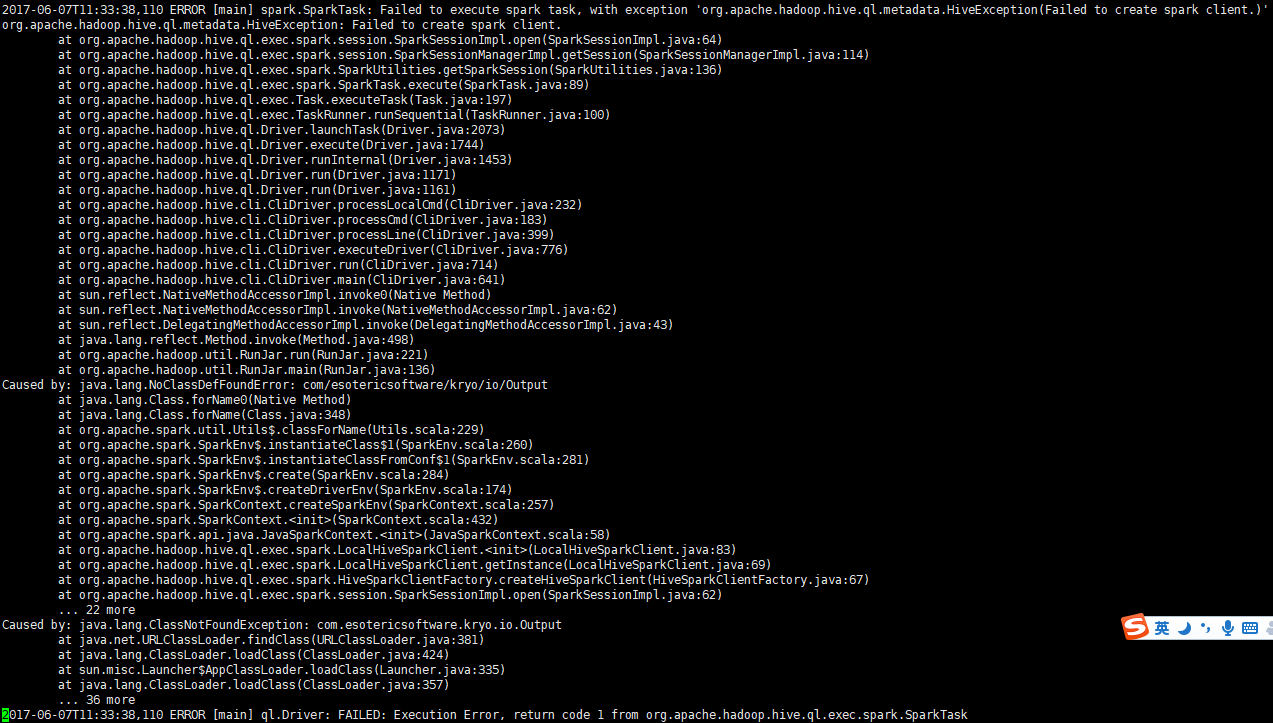 2017-06-07T11:33:38,110 ERROR [main] spark.SparkTask: Failed to execute spark task, with exception 'org.apache.hadoop.hive.ql.metadata.HiveException(Failed to create spark client.)'
org.apache.hadoop.hive.ql.metadata.HiveException: Failed to create spark client.
        at org.apache.hadoop.hive.ql.exec.spark.session.SparkSessionImpl.open(SparkSessionImpl.java:64)
        at org.apache.hadoop.hive.ql.exec.spark.session.SparkSessionManagerImpl.getSession(SparkSessionManagerImpl.java:114)
        at org.apache.hadoop.hive.ql.exec.spark.SparkUtilities.getSparkSession(SparkUtilities.java:136)
        at org.apache.hadoop.hive.ql.exec.spark.SparkTask.execute(SparkTask.java:89)
        at org.apache.hadoop.hive.ql.exec.Task.executeTask(Task.java:197)
        at org.apache.hadoop.hive.ql.exec.TaskRunner.runSequential(TaskRunner.java:100)
        at org.apache.hadoop.hive.ql.Driver.launchTask(Driver.java:2073)
        at org.apache.hadoop.hive.ql.Driver.execute(Driver.java:1744)
        at org.apache.hadoop.hive.ql.Driver.runInternal(Driver.java:1453)
        at org.apache.hadoop.hive.ql.Driver.run(Driver.java:1171)
        at org.apache.hadoop.hive.ql.Driver.run(Driver.java:1161)
        at org.apache.hadoop.hive.cli.CliDriver.processLocalCmd(CliDriver.java:232)
        at org.apache.hadoop.hive.cli.CliDriver.processCmd(CliDriver.java:183)
        at org.apache.hadoop.hive.cli.CliDriver.processLine(CliDriver.java:399)
        at org.apache.hadoop.hive.cli.CliDriver.executeDriver(CliDriver.java:776)
        at org.apache.hadoop.hive.cli.CliDriver.run(CliDriver.java:714)
        at org.apache.hadoop.hive.cli.CliDriver.main(CliDriver.java:641)
        at sun.reflect.NativeMethodAccessorImpl.invoke0(Native Method)
        at sun.reflect.NativeMethodAccessorImpl.invoke(NativeMethodAccessorImpl.java:62)
        at sun.reflect.DelegatingMethodAccessorImpl.invoke(DelegatingMethodAccessorImpl.java:43)
        at java.lang.reflect.Method.invoke(Method.java:498)
        at org.apache.hadoop.util.RunJar.run(RunJar.java:221)
        at org.apache.hadoop.util.RunJar.main(RunJar.java:136)
Caused by: java.lang.NoClassDefFoundError: com/esotericsoftware/kryo/io/Output
        at java.lang.Class.forName0(Native Method)
        at java.lang.Class.forName(Class.java:348)
        at org.apache.spark.util.Utils$.classForName(Utils.scala:229)
        at org.apache.spark.SparkEnv$.instantiateClass$1(SparkEnv.scala:260)
        at org.apache.spark.SparkEnv$.instantiateClassFromConf$1(SparkEnv.scala:281)
        at org.apache.spark.SparkEnv$.create(SparkEnv.scala:284)
        at org.apache.spark.SparkEnv$.createDriverEnv(SparkEnv.scala:174)
        at org.apache.spark.SparkContext.createSparkEnv(SparkContext.scala:257)
        at org.apache.spark.SparkContext.<init>(SparkContext.scala:432)
        at org.apache.spark.api.java.JavaSparkContext.<init>(JavaSparkContext.scala:58)
        at org.apache.hadoop.hive.ql.exec.spark.LocalHiveSparkClient.<init>(LocalHiveSparkClient.java:83)
        at org.apache.hadoop.hive.ql.exec.spark.LocalHiveSparkClient.getInstance(LocalHiveSparkClient.java:69)
        at org.apache.hadoop.hive.ql.exec.spark.HiveSparkClientFactory.createHiveSparkClient(HiveSparkClientFactory.java:67)
        at org.apache.hadoop.hive.ql.exec.spark.session.SparkSessionImpl.open(SparkSessionImpl.java:62)
        ... 22 more
Caused by: java.lang.ClassNotFoundException: com.esotericsoftware.kryo.io.Output
        at java.net.URLClassLoader.findClass(URLClassLoader.java:381)
        at java.lang.ClassLoader.loadClass(ClassLoader.java:424)
        at sun.misc.Launcher$AppClassLoader.loadClass(Launcher.java:335)
        at java.lang.ClassLoader.loadClass(ClassLoader.java:357)
        ... 36 more
2017-06-07T11:33:38,110 ERROR [main] ql.Driver: FAILED: Execution Error, return code 1 from org.apache.hadoop.hive.ql.exec.spark.SparkTask
S 英